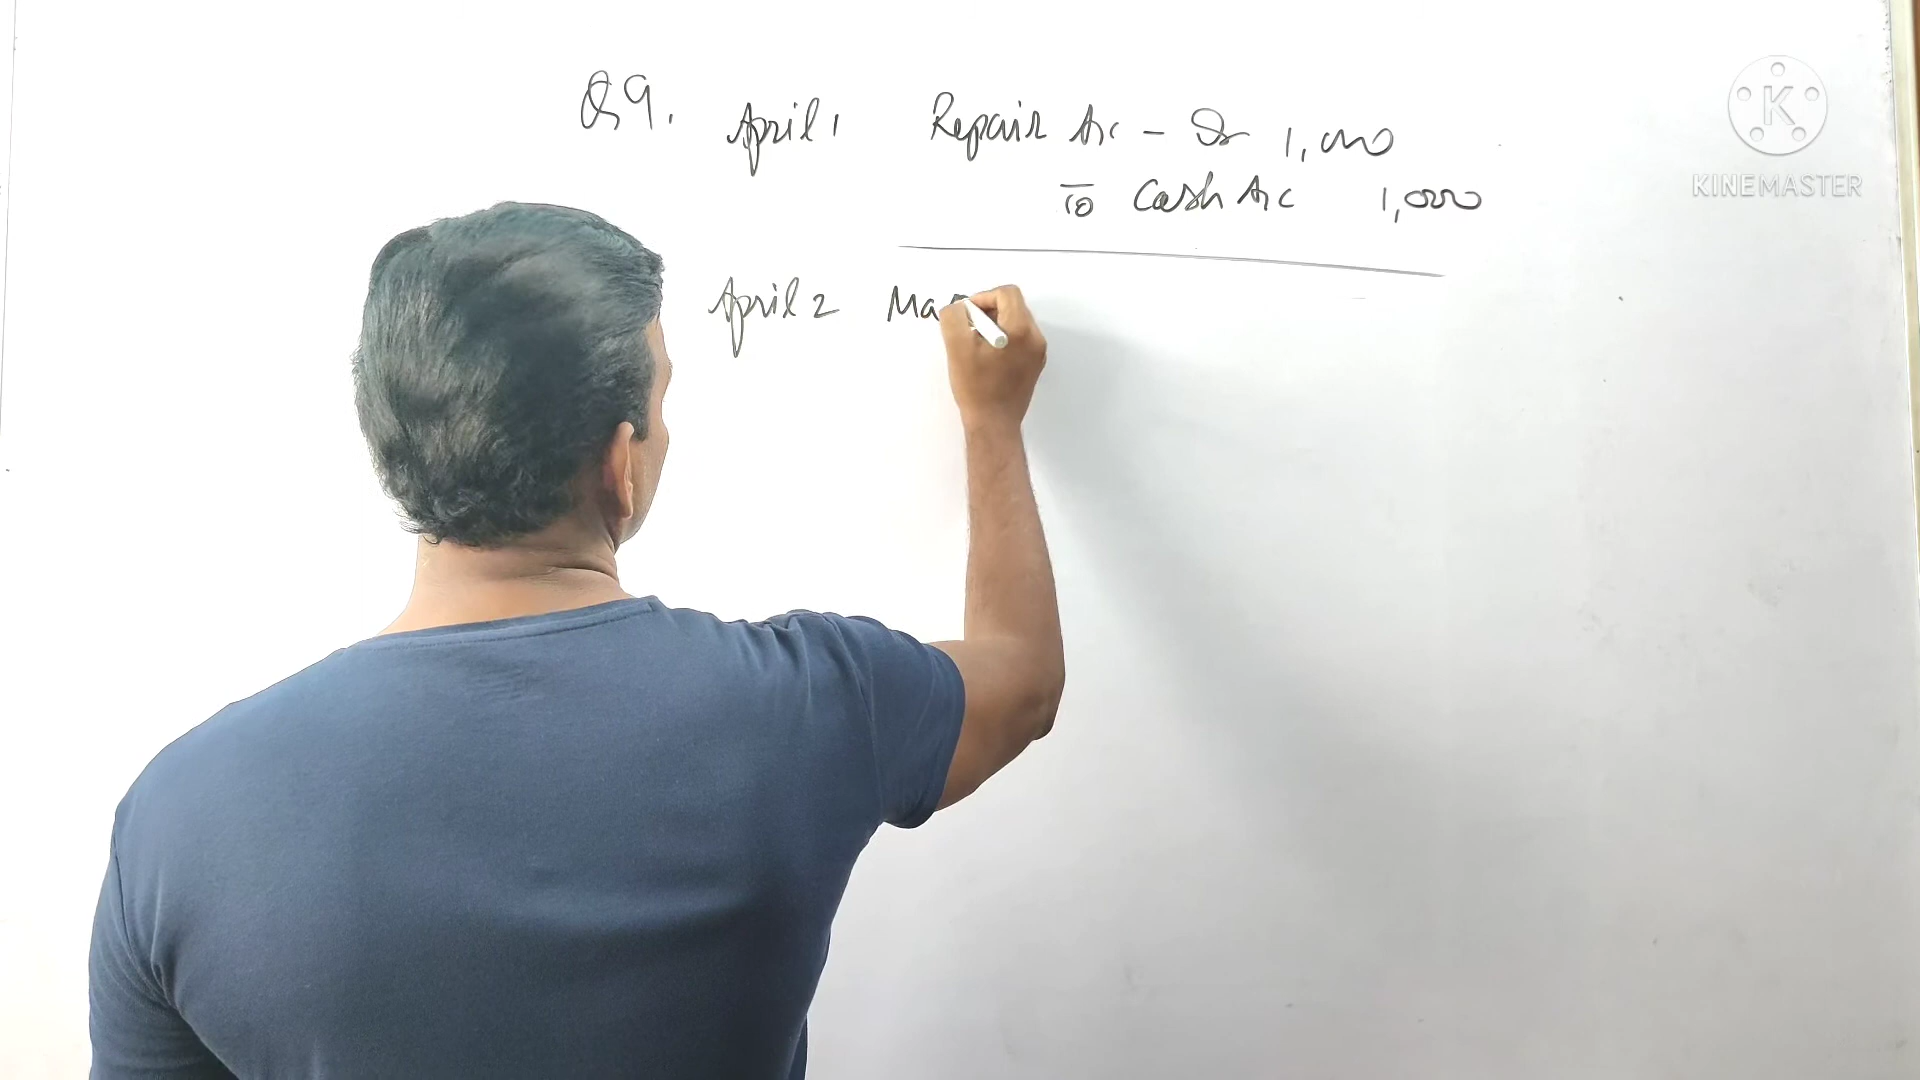 Q9. April 1 Repair A/c - Dr 1,000
To Cash A/c 1,000
April 2
K
KINEMASTER